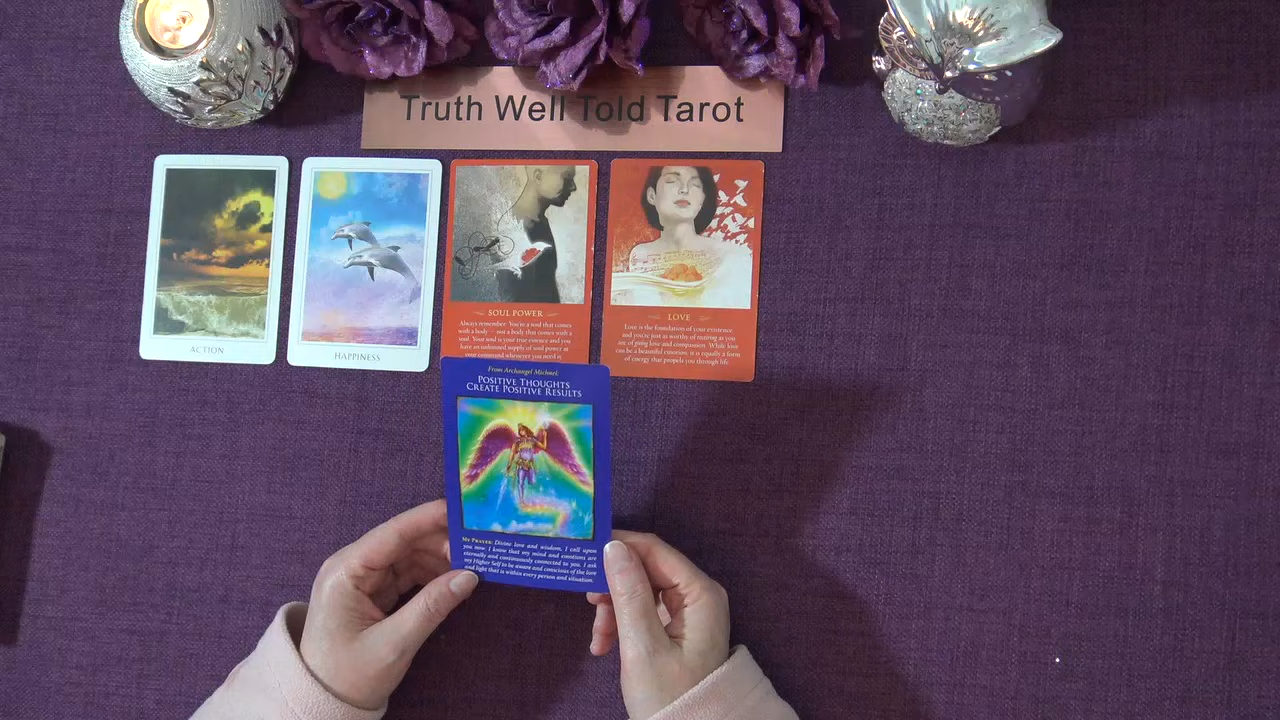 Truth Well Told Tarot
ACTION
HAPPINESS
SOUL POWER
Always remember: You're a soul that comes
with a body — not a body that comes with a
soul. Your soul is your true essence and you
have an unlimited supply of soul power at
your command whenever you need it.
LOVE
Love is the foundation of your existence,
and you're just as worthy of receiving as
of giving love and compassion. While love
can be a beautiful emotion, it is equally a form
of energy that propels you through life.
From Archangel Michael:
POSITIVE THOUGHTS
CREATE POSITIVE RESULTS
MY PRAYER: Divine love and wisdom, I call upon
you now. I know that my mind and emotions are
eternally and continuously connected to you. I ask
my Higher Self to be aware and conscious of the love
and light that is within every person and situation.